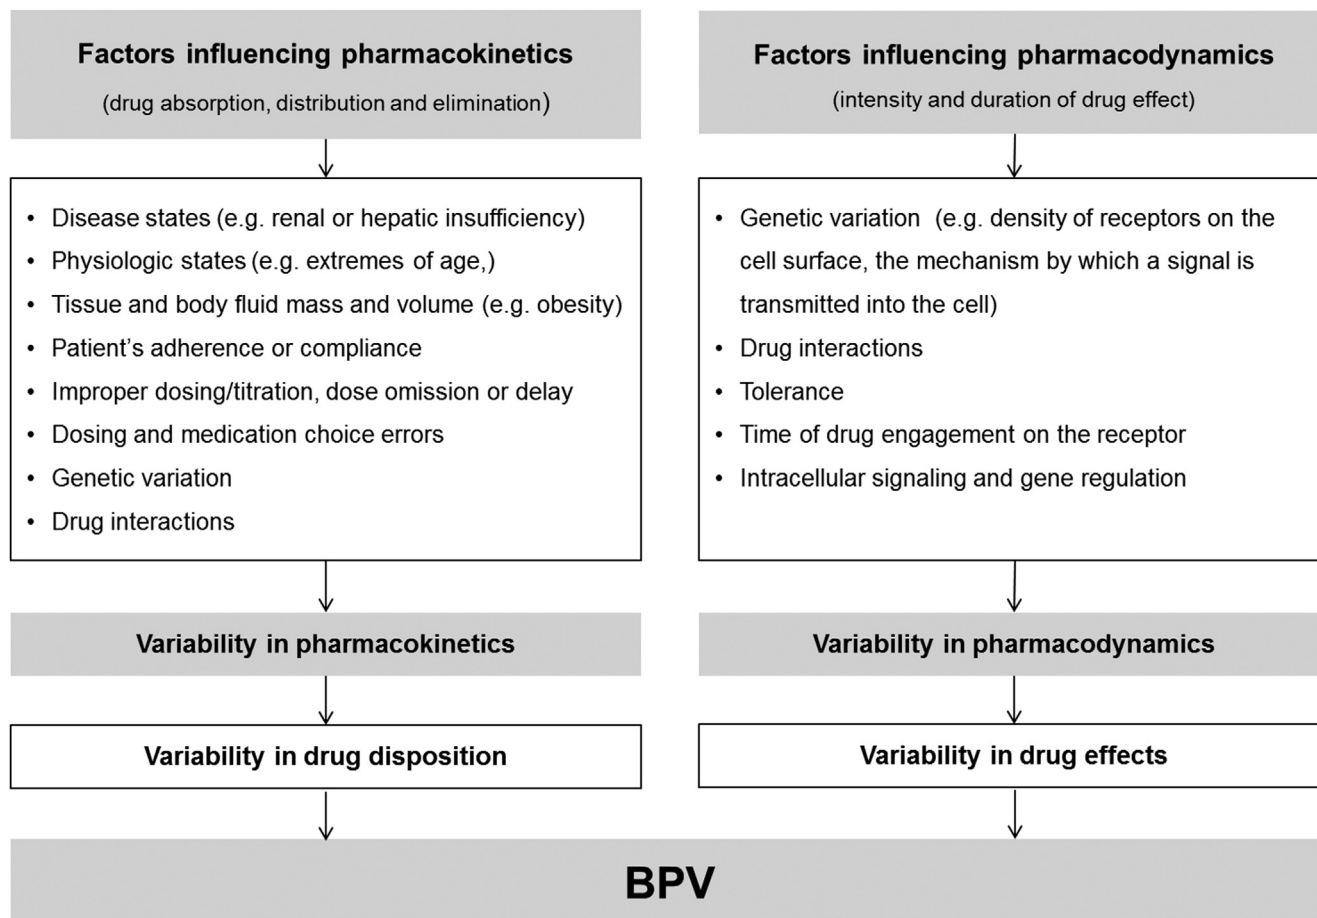 Factors influencing pharmacokinetics
(drug absorption, distribution and elimination)
• Disease states (e.g. renal or hepatic insufficiency)
• Physiologic states (e.g. extremes of age,)
• Tissue and body fluid mass and volume (e.g. obesity)
• Patient’s adherence or compliance
• Improper dosing/titration, dose omission or delay
• Dosing and medication choice errors
• Genetic variation
• Drug interactions
Variability in pharmacokinetics
Variability in drug disposition
Factors influencing pharmacodynamics
(intensity and duration of drug effect)
• Genetic variation (e.g. density of receptors on the
cell surface, the mechanism by which a signal is
transmitted into the cell)
• Drug interactions
• Tolerance
• Time of drug engagement on the receptor
• Intracellular signaling and gene regulation
Variability in pharmacodynamics
Variability in drug effects
BPV